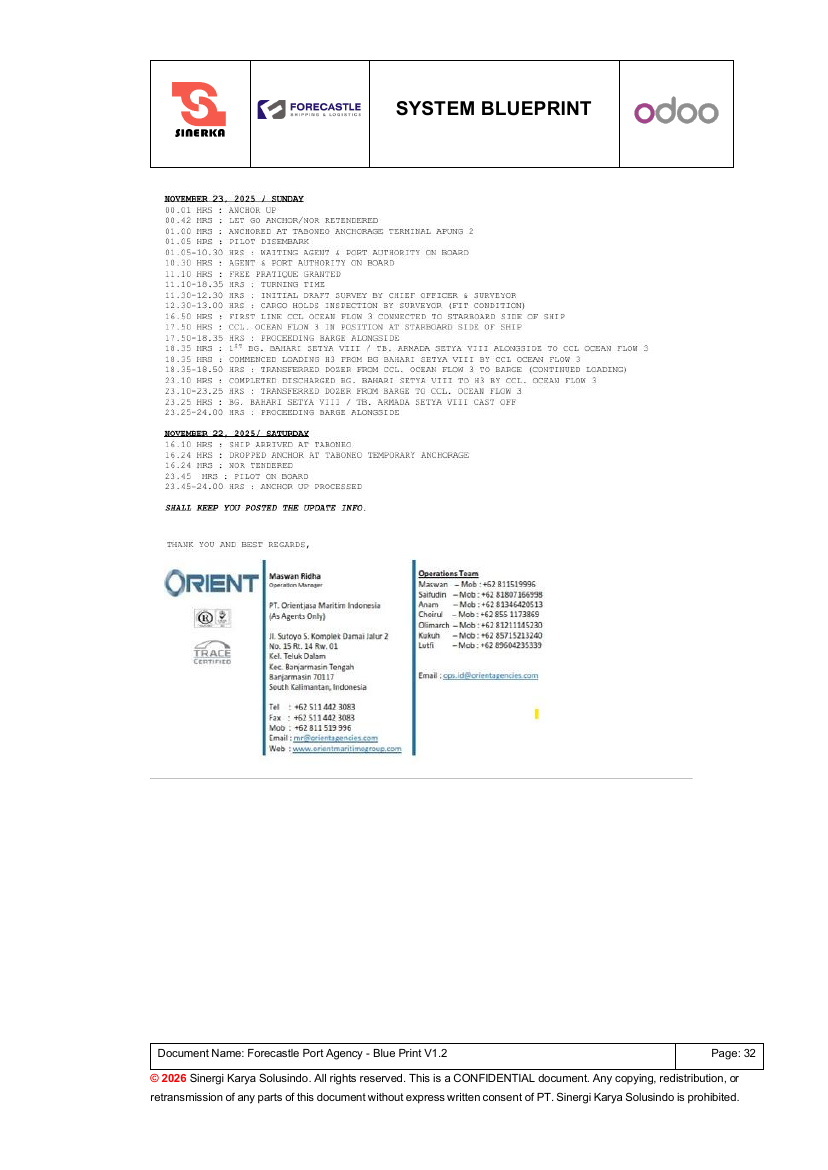 SINERKA
FORECASTLE
SHIPPING & LOGISTICS
SYSTEM BLUEPRINT
odoo
NOVEMBER 23, 2025 / SUNDAY
00.01 HRS : ANCHOR UP
00.42 HRS : LET GO ANCHOR/NOR RETENDERED
01.00 HRS : ANCHORED AT TABONEO ANCHORAGE TERMINAL APUNG 2
01.05 HRS : PILOT DISEMBARK
01.05-10.30 HRS : WAITING AGENT & PORT AUTHORITY ON BOARD
10.30 HRS : AGENT & PORT AUTHORITY ON BOARD
11.10 HRS : FREE PRATIQUE GRANTED
11.10-18.35 HRS : TURNING TIME
11.30-12.30 HRS : INITIAL DRAFT SURVEY BY CHIEF OFFICER & SURVEYOR
12.30-13.00 HRS : CARGO HOLDS INSPECTION BY SURVEYOR (FIT CONDITION)
16.50 HRS : FIRST LINE CCL OCEAN FLOW 3 CONNECTED TO STARBOARD SIDE OF SHIP
17.50 HRS : CCL. OCEAN FLOW 3 IN POSITION AT STARBOARD SIDE OF SHIP
17.50-18.35 HRS : PROCEEDING BARGE ALONGSIDE
18.35 HRS : 1ST BG. BAHARI SETYA VIII / TB. ARMADA SETYA VIII ALONGSIDE TO CCL OCEAN FLOW 3
18.35 HRS : COMMENCED LOADING H3 FROM BG BAHARI SETYA VIII BY CCL OCEAN FLOW 3
18.35-18.50 HRS : TRANSFERRED DOZER FROM CCL. OCEAN FLOW 3 TO BARGE (CONTINUED LOADING)
23.10 HRS : COMPLETED DISCHARGED BG. BAHARI SETYA VIII TO H3 BY CCL. OCEAN FLOW 3
23.10-23.25 HRS : TRANSFERRED DOZER FROM BARGE TO CCL. OCEAN FLOW 3
23.25 HRS : BG. BAHARI SETYA VIII / TB. ARMADA SETYA VIII CAST OFF
23.25-24.00 HRS : PROCEEDING BARGE ALONGSIDE
NOVEMBER 22, 2025/ SATURDAY
16.10 HRS : SHIP ARRIVED AT TABONEO
16.24 HRS : DROPPED ANCHOR AT TABONEO TEMPORARY ANCHORAGE
16.24 HRS : NOR TENDERED
23.45 HRS : PILOT ON BOARD
23.45-24.00 HRS : ANCHOR UP PROCESSED
SHALL KEEP YOU POSTED THE UPDATE INFO.
THANK YOU AND BEST REGARDS,
ORIENT
TRACE
CERTIFIED
Maswan Ridha
Operation Manager
PT. Orientjasa Maritim Indonesia
(As Agents Only)
Jl. Sutoyo S. Komplek Damai Jalur 2
No. 15 Rt. 14 Rw. 01
Kel. Teluk Dalam
Kec. Banjarmasin Tengah
Banjarmasin 70117
South Kalimantan, Indonesia
Tel : +62 511 442 3083
Fax : +62 511 442 3083
Mob : +62 811 519 996
Email : mr@orientagencies.com
Web : www.orientmaritimegroup.com
Operations Team
Maswan – Mob : +62 811519996
Saifudin – Mob : +62 81807166998
Anam – Mob : +62 81346420513
Choirul – Mob : +62 855 1173869
Olimarch – Mob : +62 81211145230
Kukuh – Mob : +62 85715213240
Lutfi – Mob : +62 89604235339
Email : ops.id@orientagencies.com
Document Name: Forecastle Port Agency - Blue Print V1.2
Page: 32
© 2026 Sinergi Karya Solusindo. All rights reserved. This is a CONFIDENTIAL document. Any copying, redistribution, or
retransmission of any parts of this document without express written consent of PT. Sinergi Karya Solusindo is prohibited.